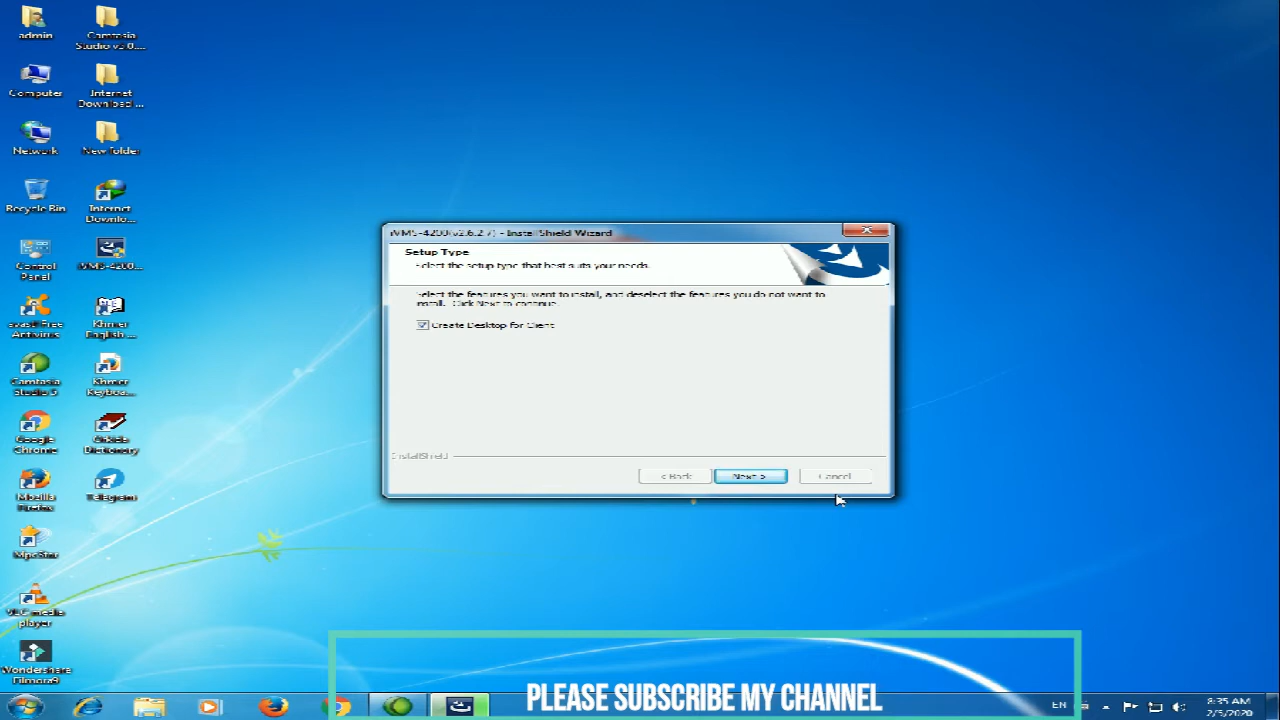 admin
Camtasia
Studio v5 0....
Computer
Internet
Download ...
Network
New folder
Recycle Bin
Internet
Downlo...
Control
Panel
iVMS-4200...
avast! Free
Antivirus
Khmer
English ...
Camtasia
Studio 5
Khmer
Keyboa...
Google
Chrome
Dictionary
Mozilla
Firefox
Telegram
MpcStar
VLC media
player
Wondershare
Filmora9
iVMS-4200(v2.6.2.7) - InstallShield Wizard
Setup Type
Select the setup type that best suits your needs.
Select the features you want to install, and deselect the features you do not want to
install. Click Next to continue.
Create Desktop for Client
InstallShield
< Back
Next >
Cancel
PLEASE SUBSCRIBE MY CHANNEL
EN
8:35 AM
2/5/2020